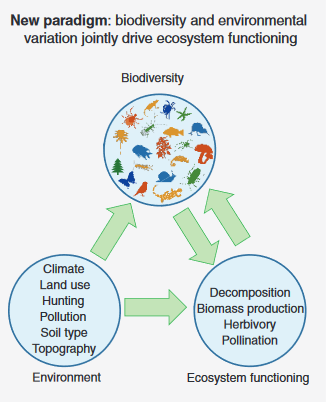 New paradigm: biodiversity and environmental
variation jointly drive ecosystem functioning
Biodiversity
Climate
Land use
Hunting
Pollution
Soil type
Topography
Environment
Decomposition
Biomass production
Herbivory
Pollination
Ecosystem functioning